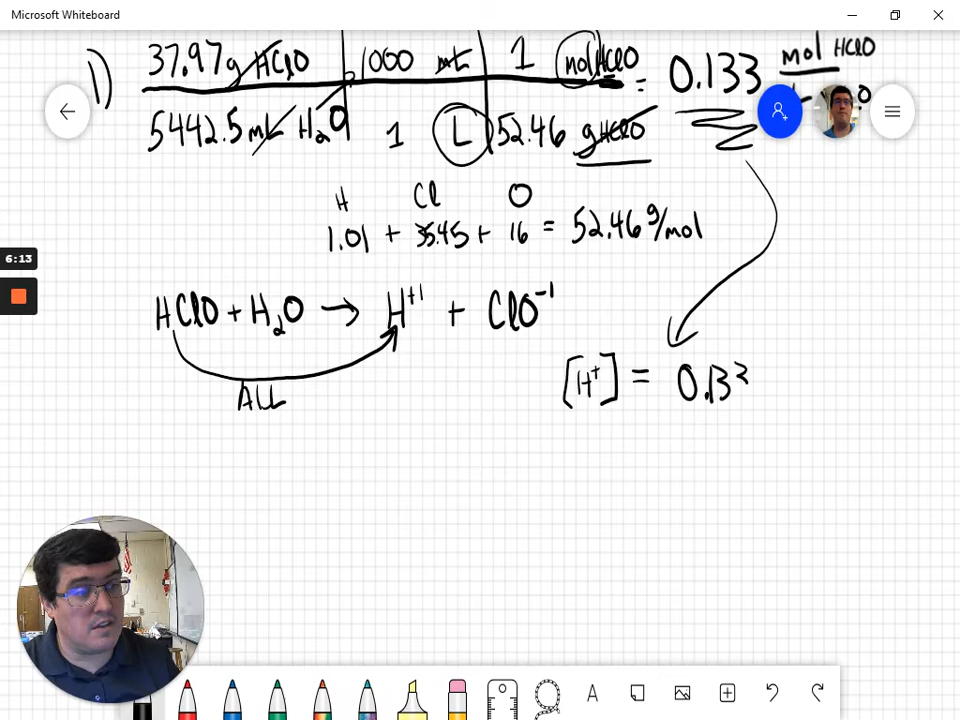 Microsoft Whiteboard
1) 37.97g HClO 1000 mL 1 mol HClO = 0.133 mol HClO
5442.5 mL H₂O 1 L 52.46 g HClO
H Cl O
1.01 + 35.45 + 16 = 52.46 g/mol
6:13
HClO + H₂O → H⁺¹ + ClO⁻¹
ALL
[H⁺] = 0.133
A